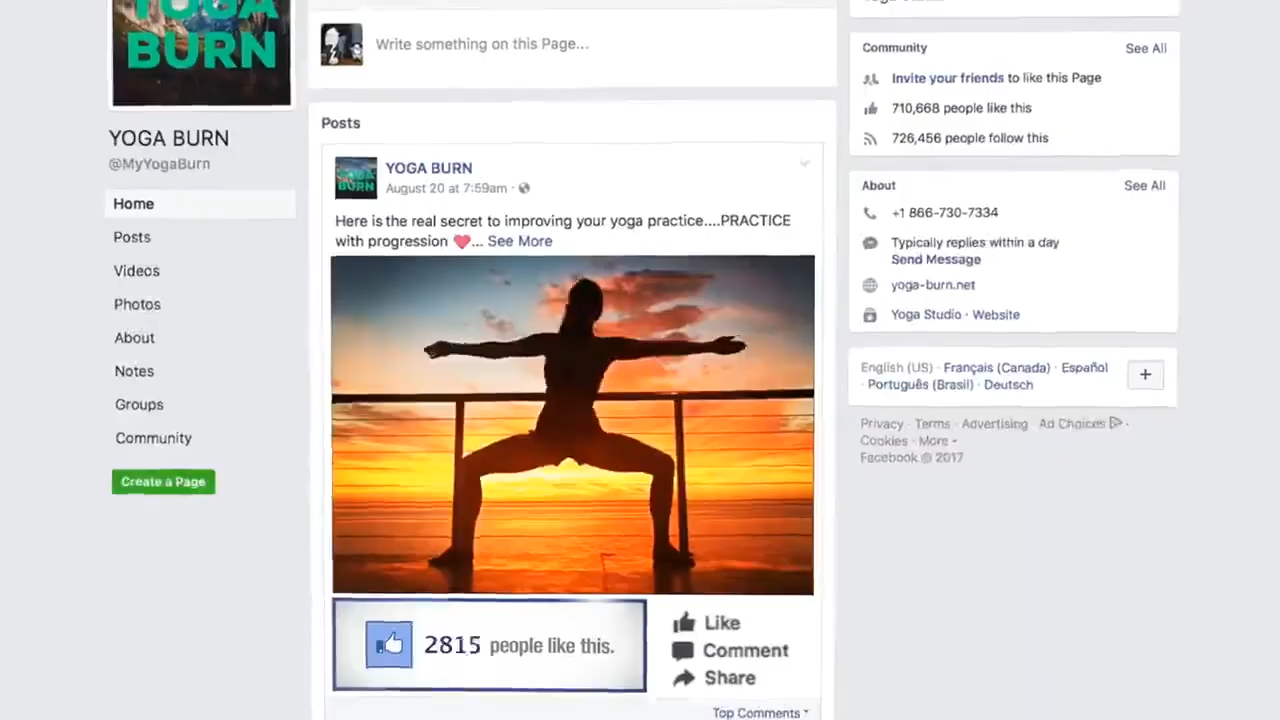 YOGA
BURN
YOGA BURN
@MyYogaBurn
Home
Posts
Videos
Photos
About
Notes
Groups
Community
Create a Page
Write something on this Page...
Posts
YOGA BURN
August 20 at 7:59am ·
Here is the real secret to improving your yoga practice....PRACTICE
with progression ❤... See More
2815 people like this.
Like
Comment
Share
Top Comments
Community See All
Invite your friends to like this Page
710,668 people like this
726,456 people follow this
About See All
+1 866-730-7334
Typically replies within a day
Send Message
yoga-burn.net
Yoga Studio · Website
English (US) · Français (Canada) · Español
· Português (Brasil) · Deutsch
+
Privacy · Terms · Advertising · Ad Choices ·
Cookies · More
Facebook © 2017